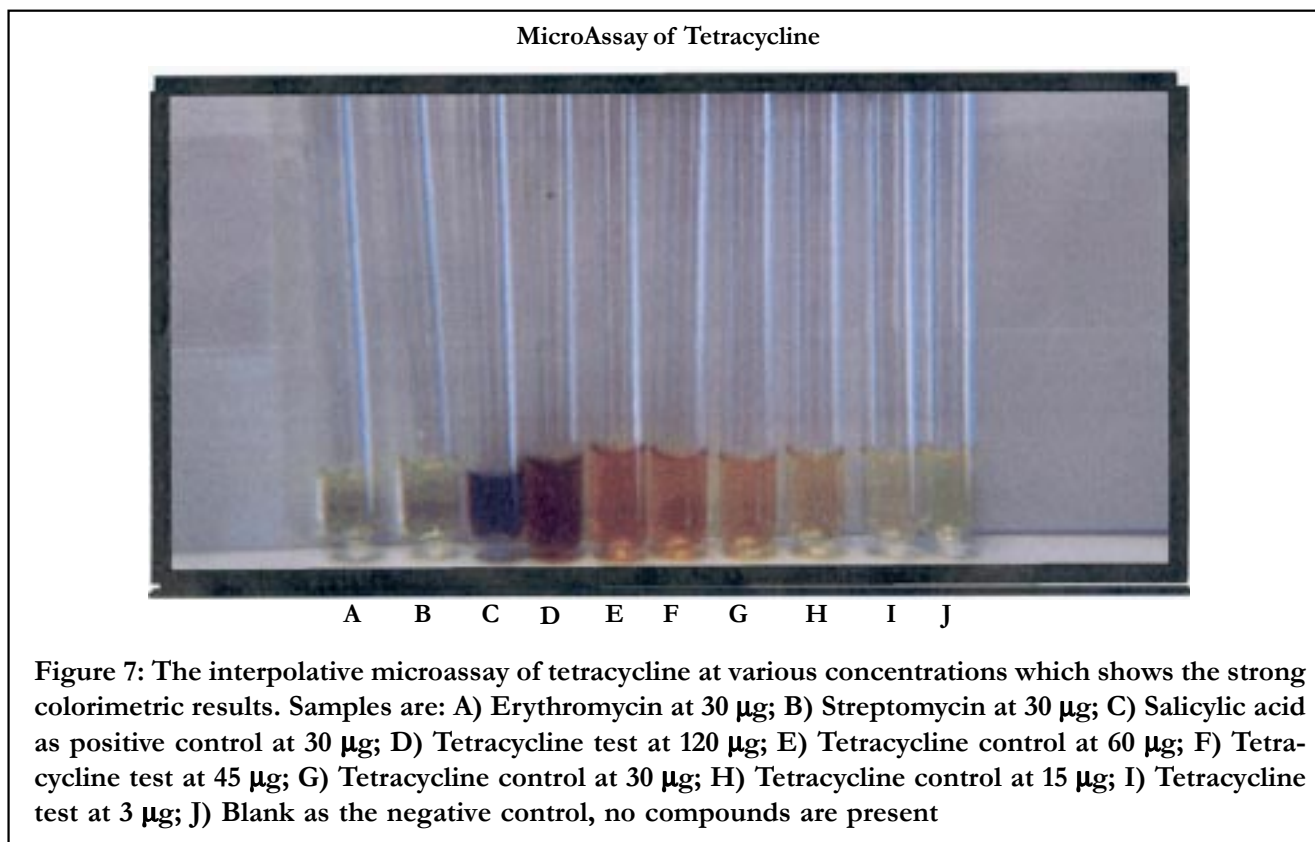 MicroAssay of Tetracycline
A B C D E F G H I J
Figure 7: The interpolative microassay of tetracycline at various concentrations which shows the strong
colorimetric results. Samples are: A) Erythromycin at 30 μg; B) Streptomycin at 30 μg; C) Salicylic acid
as positive control at 30 μg; D) Tetracycline test at 120 μg; E) Tetracycline control at 60 μg; F) Tetra-
cycline test at 45 μg; G) Tetracycline control at 30 μg; H) Tetracycline control at 15 μg; I) Tetracycline
test at 3 μg; J) Blank as the negative control, no compounds are present